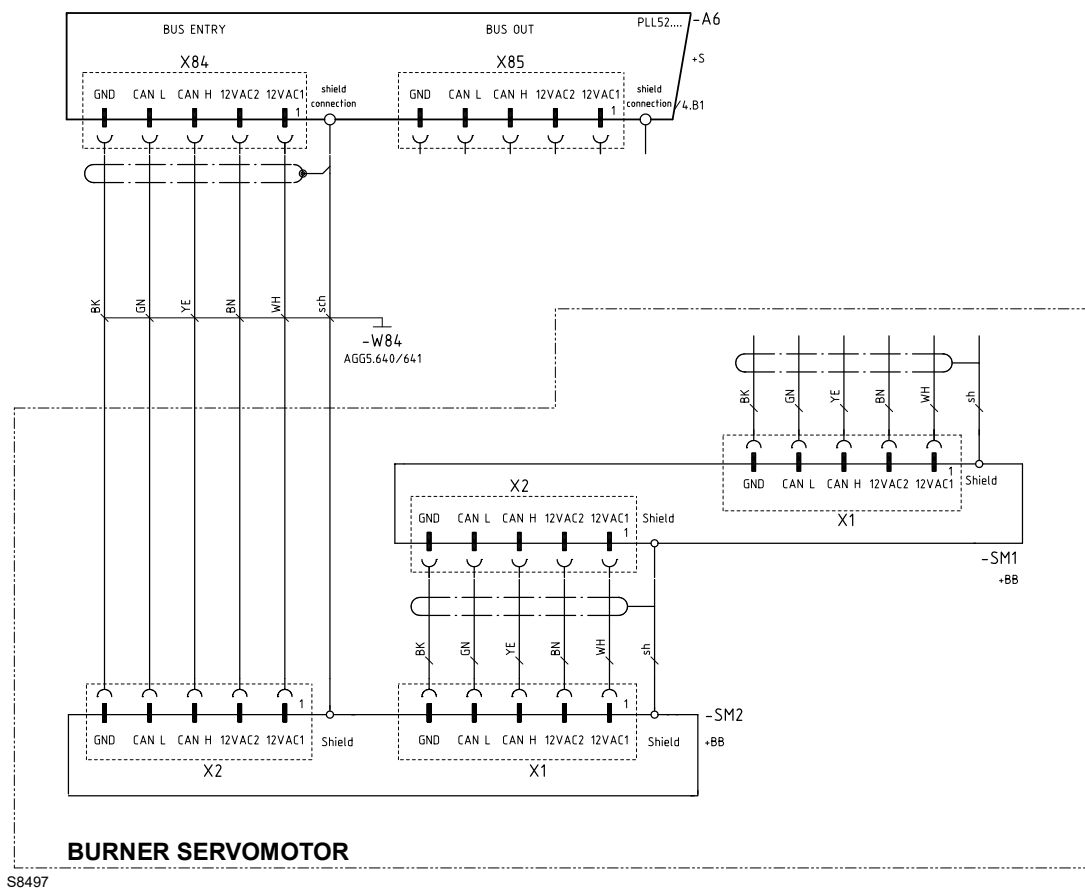 BUS ENTRY
BUS OUT
PLL52....
-A6
X84
X85
+S
GND CAN L CAN H 12VAC2 12VAC1
shield
connection
GND CAN L CAN H 12VAC2 12VAC1
shield
connection
/4.B1
1
1
BK GN YE BN WH sch
-W84
AGG5.640/641
BK GN YE BN WH sh
1
GND CAN L CAN H 12VAC2 12VAC1
Shield
X1
X2
GND CAN L CAN H 12VAC2 12VAC1
Shield
1
-SM1
+BB
BK GN YE BN WH sh
1
1
-SM2
GND CAN L CAN H 12VAC2 12VAC1
Shield
GND CAN L CAN H 12VAC2 12VAC1
Shield
+BB
X2
X1
BURNER SERVOMOTOR
S8497